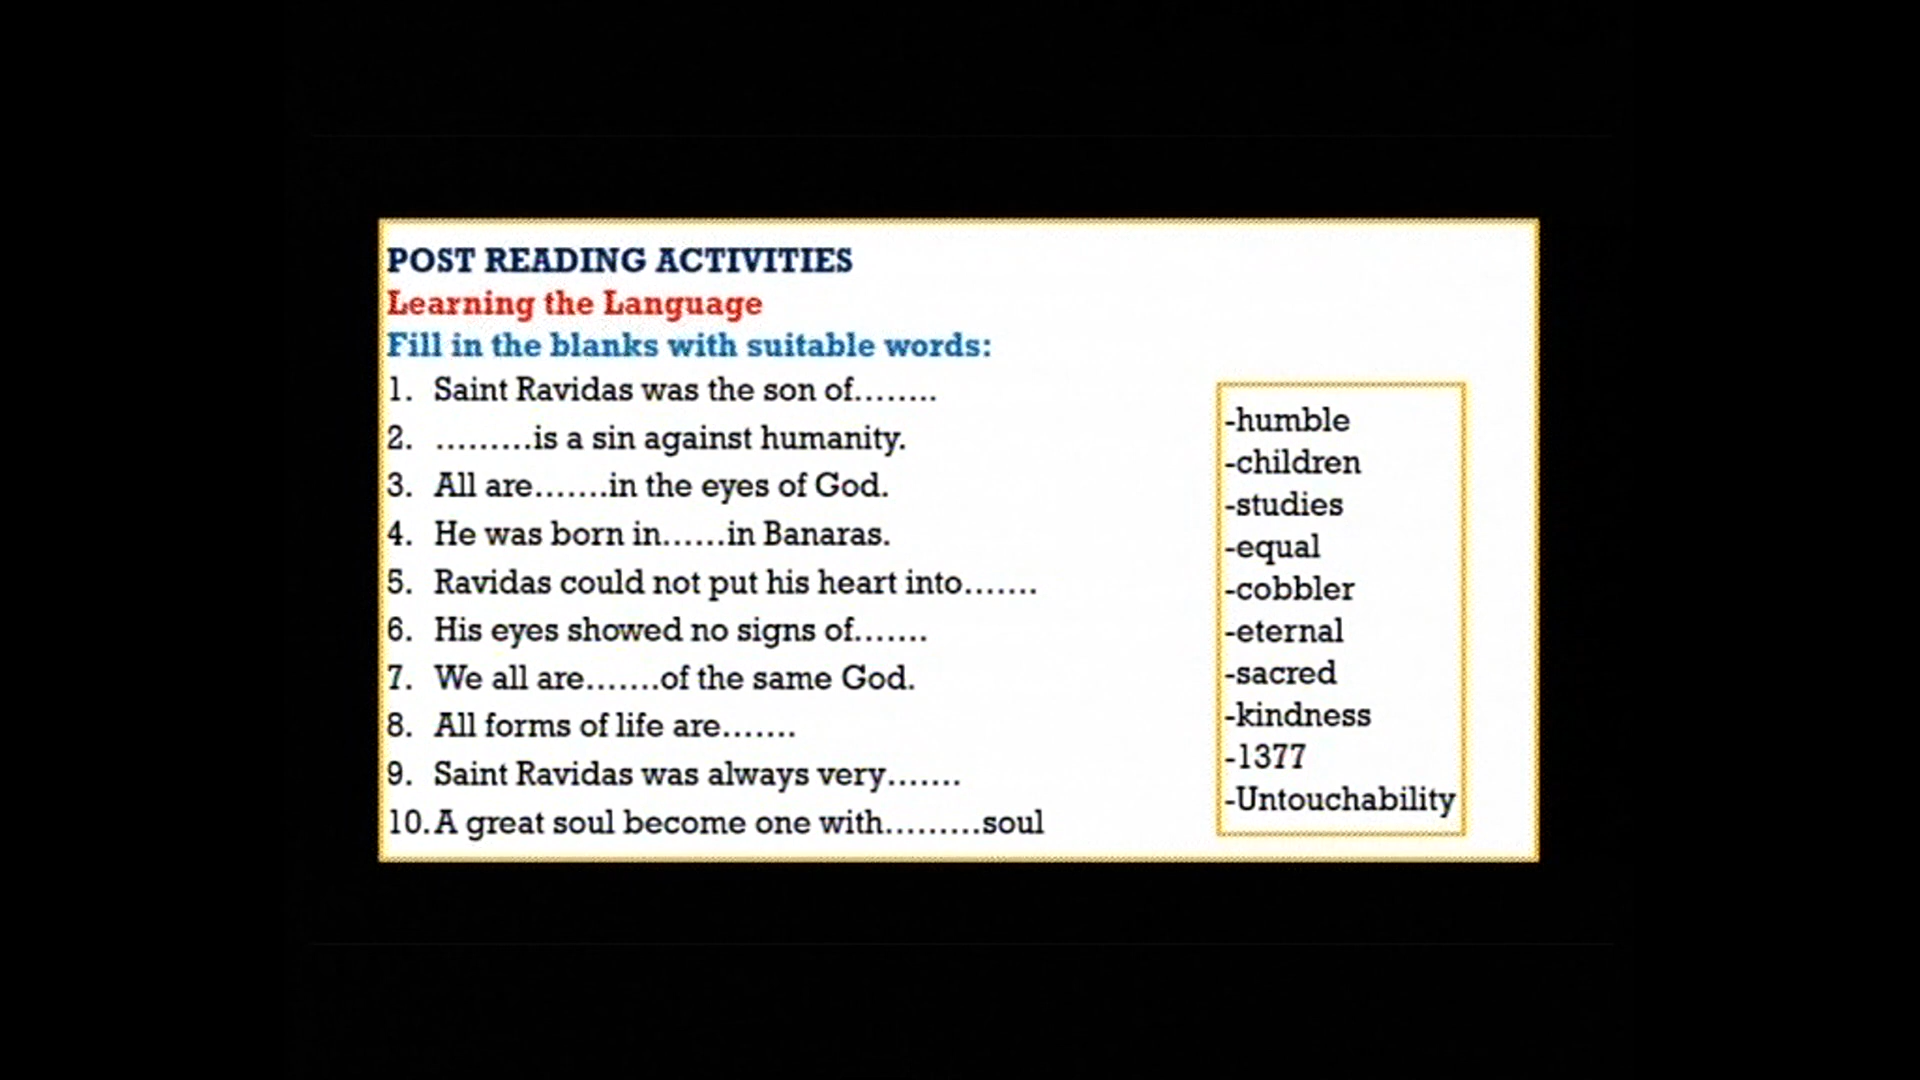 POST READING ACTIVITIES
Learning the Language
Fill in the blanks with suitable words:
1. Saint Ravidas was the son of........
2. .........is a sin against humanity.
3. All are.......in the eyes of God.
4. He was born in......in Banaras.
5. Ravidas could not put his heart into.......
6. His eyes showed no signs of.......
7. We all are.......of the same God.
8. All forms of life are.......
9. Saint Ravidas was always very.......
10. A great soul become one with.........soul
-humble
-children
-studies
-equal
-cobbler
-eternal
-sacred
-kindness
-1377
-Untouchability